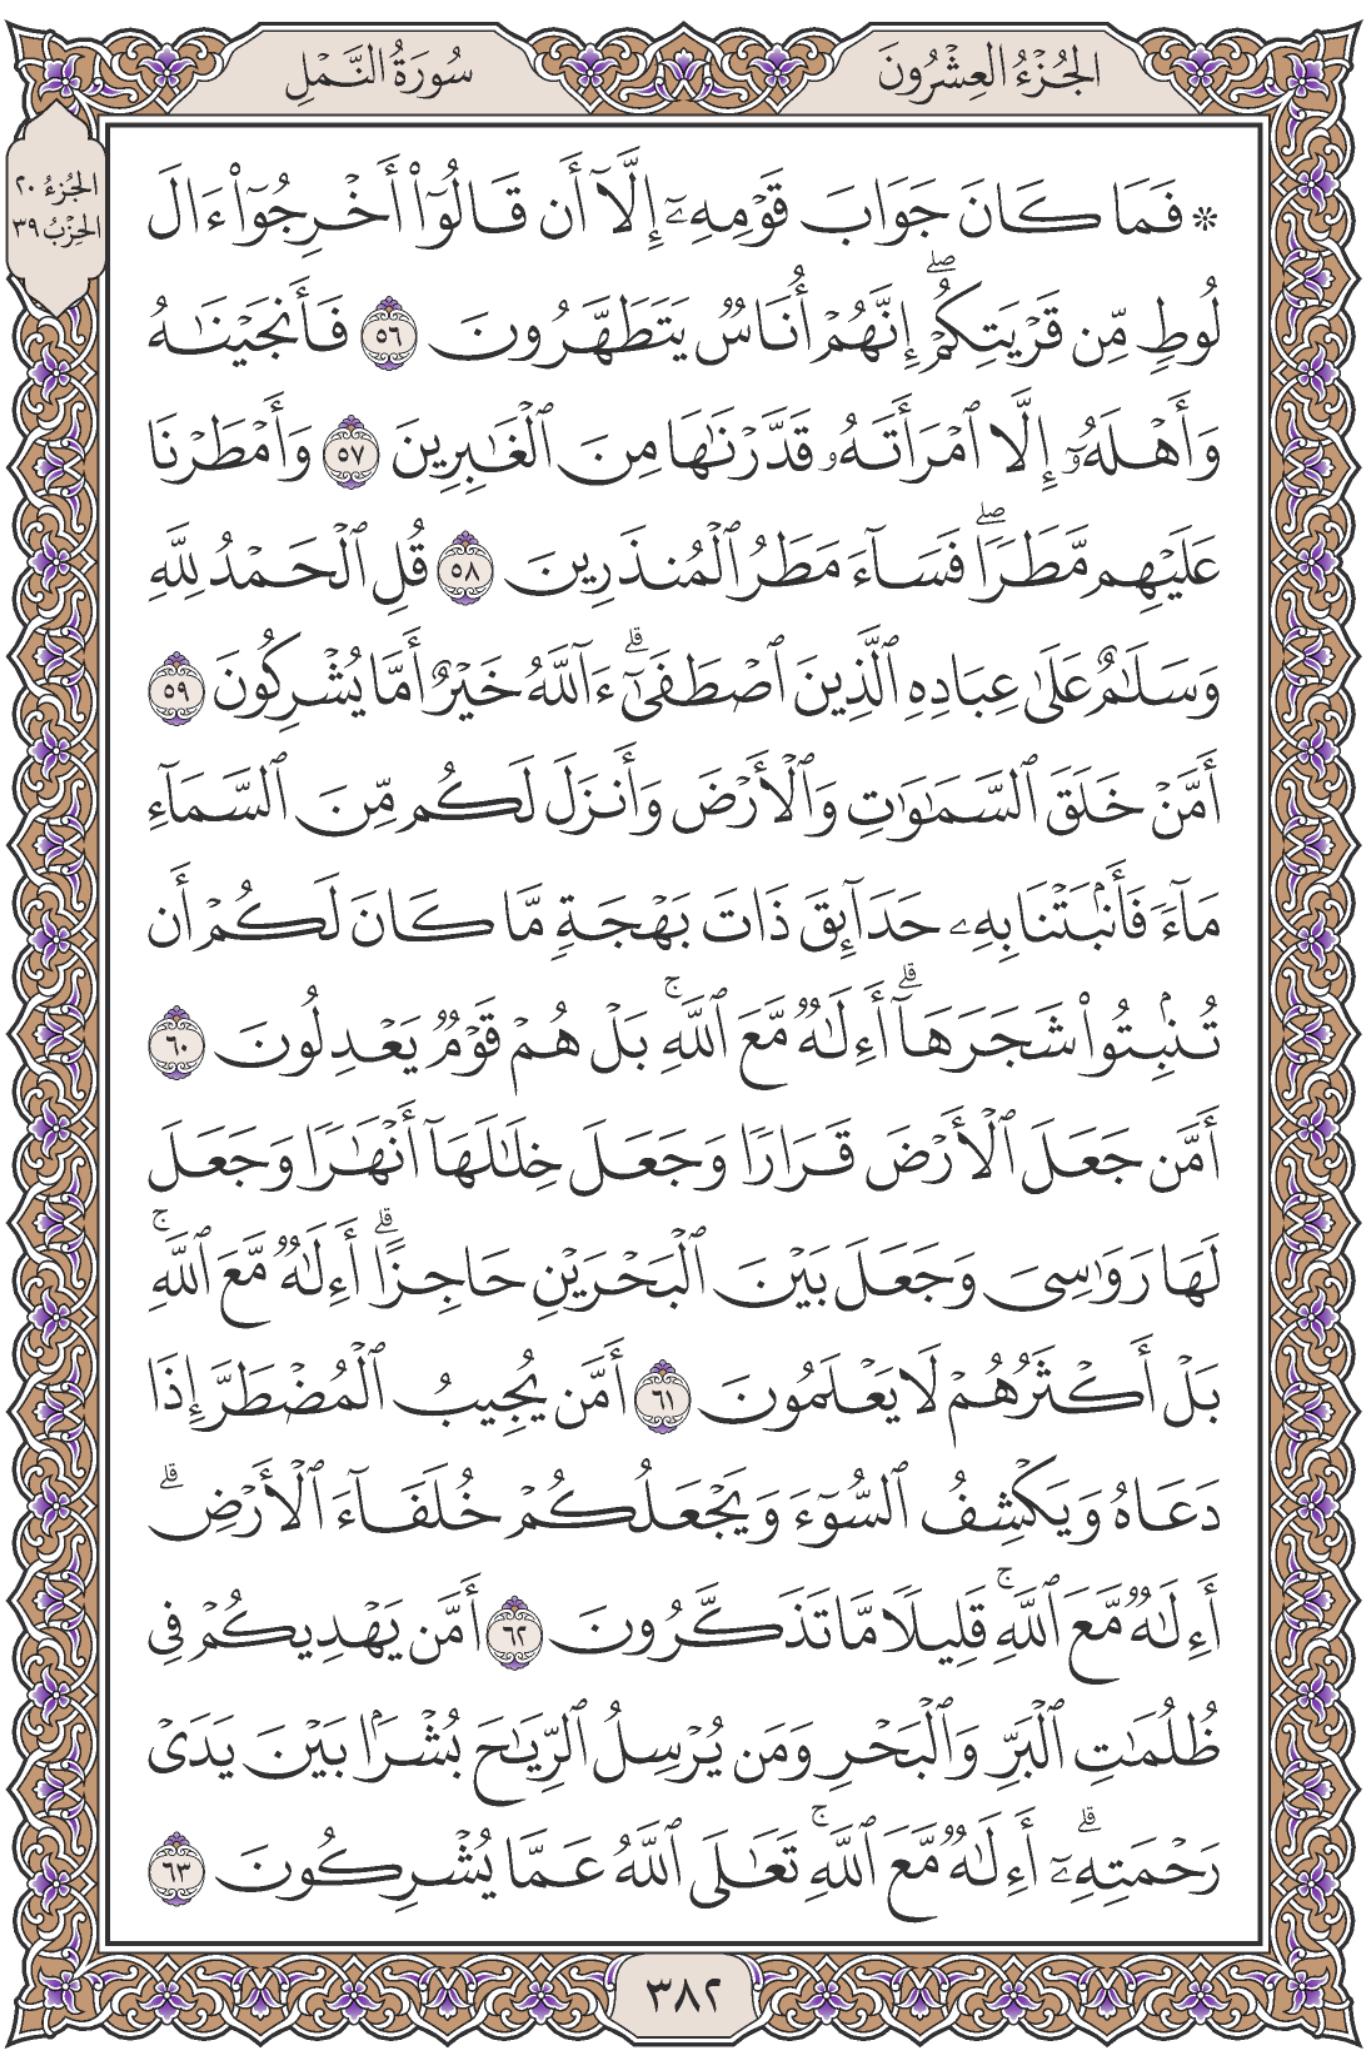 الجُزْءُ العِشْرُونَ
سُورَةُ النَّمْلِ
الجُزءُ ٢٠
الحِزْبُ ٣٩
۞ فَمَا كَانَ جَوَابَ قَوْمِهِۦٓ إِلَّآ أَن قَالُوٓا۟ أَخْرِجُوٓا۟ ءَالَ
لُوطٍ مِّن قَرْيَتِكُمْ ۖ إِنَّهُمْ أُنَاسٌ يَتَطَهَّرُونَ ٥٦ فَأَنجَيْنَٰهُ
وَأَهْلَهُۥٓ إِلَّا ٱمْرَأَتَهُۥ قَدَّرْنَٰهَا مِنَ ٱلْغَٰبِرِينَ ٥٧ وَأَمْطَرْنَا
عَلَيْهِم مَّطَرًا ۖ فَسَآءَ مَطَرُ ٱلْمُنذَرِينَ ٥٨ قُلِ ٱلْحَمْدُ لِلَّهِ
وَسَلَٰمٌ عَلَىٰ عِبَادِهِ ٱلَّذِينَ ٱصْطَفَىٰٓ ۗ ءَآللَّهُ خَيْرٌ أَمَّا يُشْرِكُونَ ٥٩
أَمَّنْ خَلَقَ ٱلسَّمَٰوَٰتِ وَٱلْأَرْضَ وَأَنزَلَ لَكُم مِّنَ ٱلسَّمَآءِ
مَآءً فَأَنۢبَتْنَا بِهِۦ حَدَآئِقَ ذَاتَ بَهْجَةٍ مَّا كَانَ لَكُمْ أَن
تُنۢبِتُوا۟ شَجَرَهَآ ۗ أَءِلَٰهٌ مَّعَ ٱللَّهِ ۚ بَلْ هُمْ قَوْمٌ يَعْدِلُونَ ٦٠
أَمَّن جَعَلَ ٱلْأَرْضَ قَرَارًا وَجَعَلَ خِلَٰلَهَآ أَنْهَٰرًا وَجَعَلَ
لَهَا رَوَٰسِىَ وَجَعَلَ بَيْنَ ٱلْبَحْرَيْنِ حَاجِزًا ۗ أَءِلَٰهٌ مَّعَ ٱللَّهِ ۚ
بَلْ أَكْثَرُهُمْ لَا يَعْلَمُونَ ٦١ أَمَّن يُجِيبُ ٱلْمُضْطَرَّ إِذَا
دَعَاهُ وَيَكْشِفُ ٱلسُّوٓءَ وَيَجْعَلُكُمْ خُلَفَآءَ ٱلْأَرْضِ ۗ
أَءِلَٰهٌ مَّعَ ٱللَّهِ ۚ قَلِيلًا مَّا تَذَكَّرُونَ ٦٢ أَمَّن يَهْدِيكُمْ فِى
ظُلُمَٰتِ ٱلْبَرِّ وَٱلْبَحْرِ وَمَن يُرْسِلُ ٱلرِّيَٰحَ بُشْرًۢا بَيْنَ يَدَىْ
رَحْمَتِهِۦٓ ۗ أَءِلَٰهٌ مَّعَ ٱللَّهِ ۚ تَعَٰلَى ٱللَّهُ عَمَّا يُشْرِكُونَ ٦٣
٣٨٢